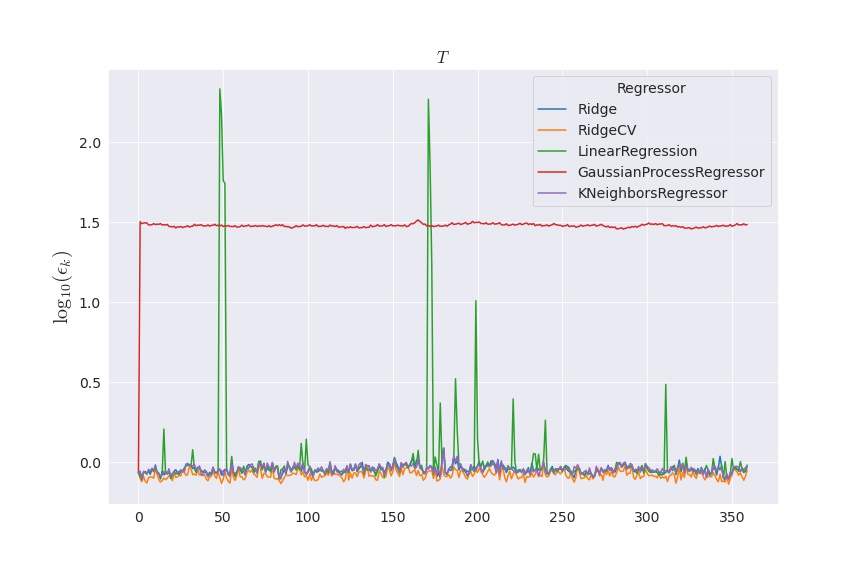 T
log₁₀(ϵₖ)
2.0
1.5
1.0
0.5
0.0
0 50 100 150 200 250 300 350
Regressor
Ridge
RidgeCV
LinearRegression
GaussianProcessRegressor
KNeighborsRegressor